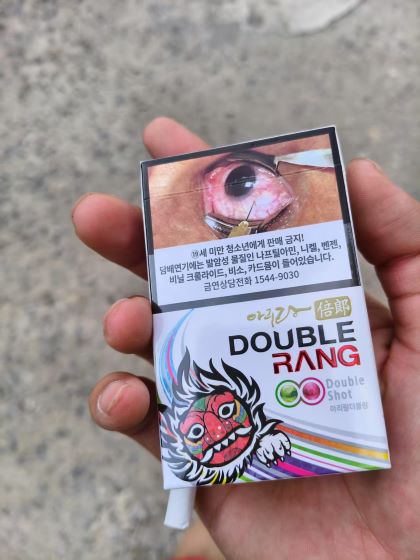 ⑲세 미만 청소년에게 판매 금지!
담배연기에는 발암성 물질인 나프틸아민, 니켈, 벤젠,
비닐 크롤라이드, 비소, 카드뮴이 들어있습니다.
금연상담전화 1544-9030
아리랑 倍郞
DOUBLE
RANG
Double
Shot
아리랑더블랑